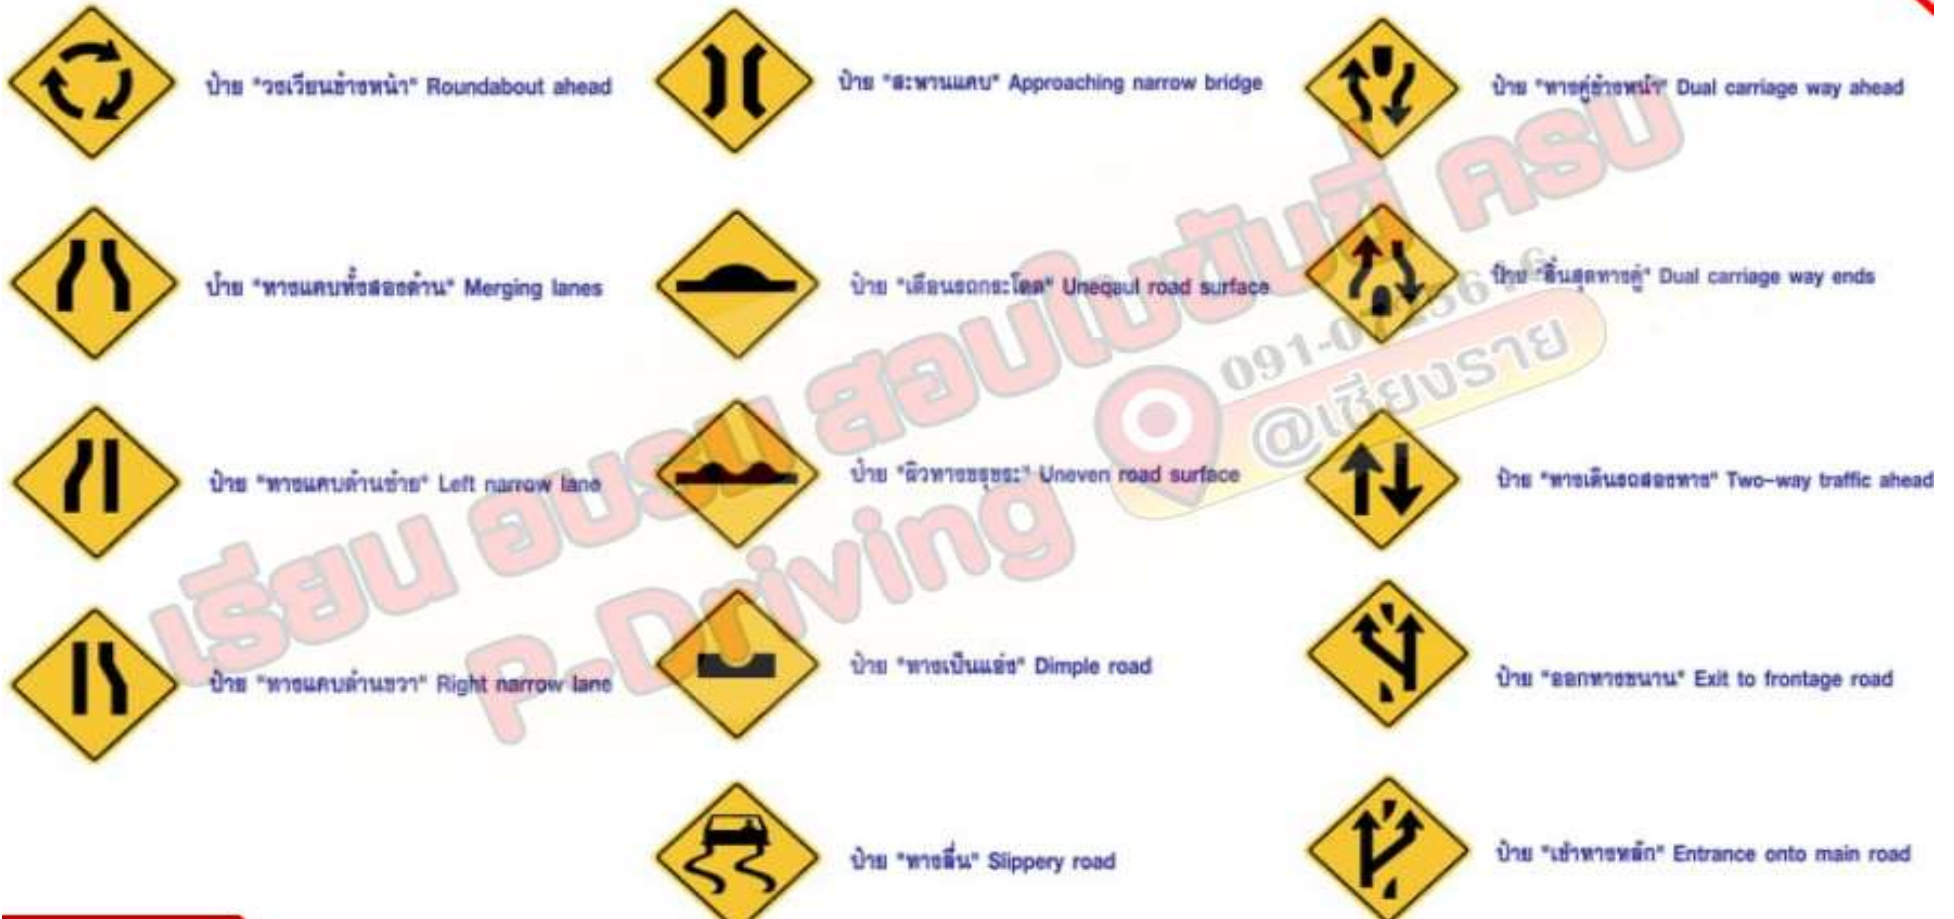 ป้าย "วงเวียนข้างหน้า" Roundabout ahead
ป้าย "ทางแคบทั้งสองด้าน" Merging lanes
ป้าย "ทางแคบด้านซ้าย" Left narrow lane
ป้าย "ทางแคบด้านขวา" Right narrow lane
ป้าย "สะพานแคบ" Approaching narrow bridge
ป้าย "เตือนรถกระโดด" Uneqaul road surface
ป้าย "ผิวทางขรุขระ" Uneven road surface
ป้าย "ทางเป็นแอ่ง" Dimple road
ป้าย "ทางลื่น" Slippery road
ป้าย "ทางคู่ข้างหน้า" Dual carriage way ahead
ป้าย "สิ้นสุดทางคู่" Dual carriage way ends
ป้าย "ทางเดินรถสองทาง" Two-way traffic ahead
ป้าย "ออกทางขนาน" Exit to frontage road
ป้าย "เข้าทางหลัก" Entrance onto main road
เรียน อบรม สอบใบขับขี่ ครบ
P-Driving
@เชียงราย